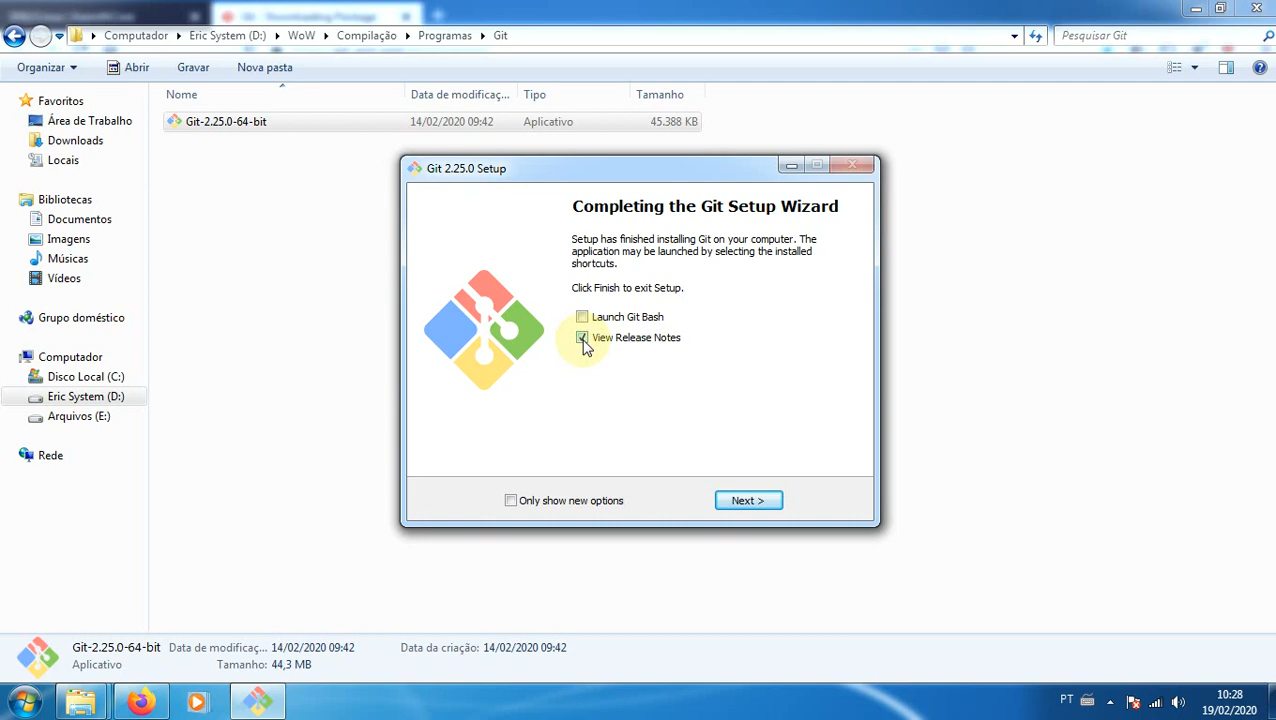 Computador
Eric System (D:)
WoW
Compilação
Programas
Git
Pesquisar Git
Organizar
Abrir
Gravar
Nova pasta
Nome
Data de modificaç...
Tipo
Tamanho
Git-2.25.0-64-bit
14/02/2020 09:42
Aplicativo
45.388 KB
Favoritos
Área de Trabalho
Downloads
Locais
Bibliotecas
Documentos
Imagens
Músicas
Vídeos
Grupo doméstico
Computador
Disco Local (C:)
Eric System (D:)
Arquivos (E:)
Rede
Git 2.25.0 Setup
Completing the Git Setup Wizard
Setup has finished installing Git on your computer. The
application may be launched by selecting the installed
shortcuts.
Click Finish to exit Setup.
Launch Git Bash
View Release Notes
Only show new options
Next >
Git-2.25.0-64-bit
Data de modificaç... 14/02/2020 09:42
Data da criação: 14/02/2020 09:42
Aplicativo
Tamanho: 44,3 MB
PT
10:28
19/02/2020